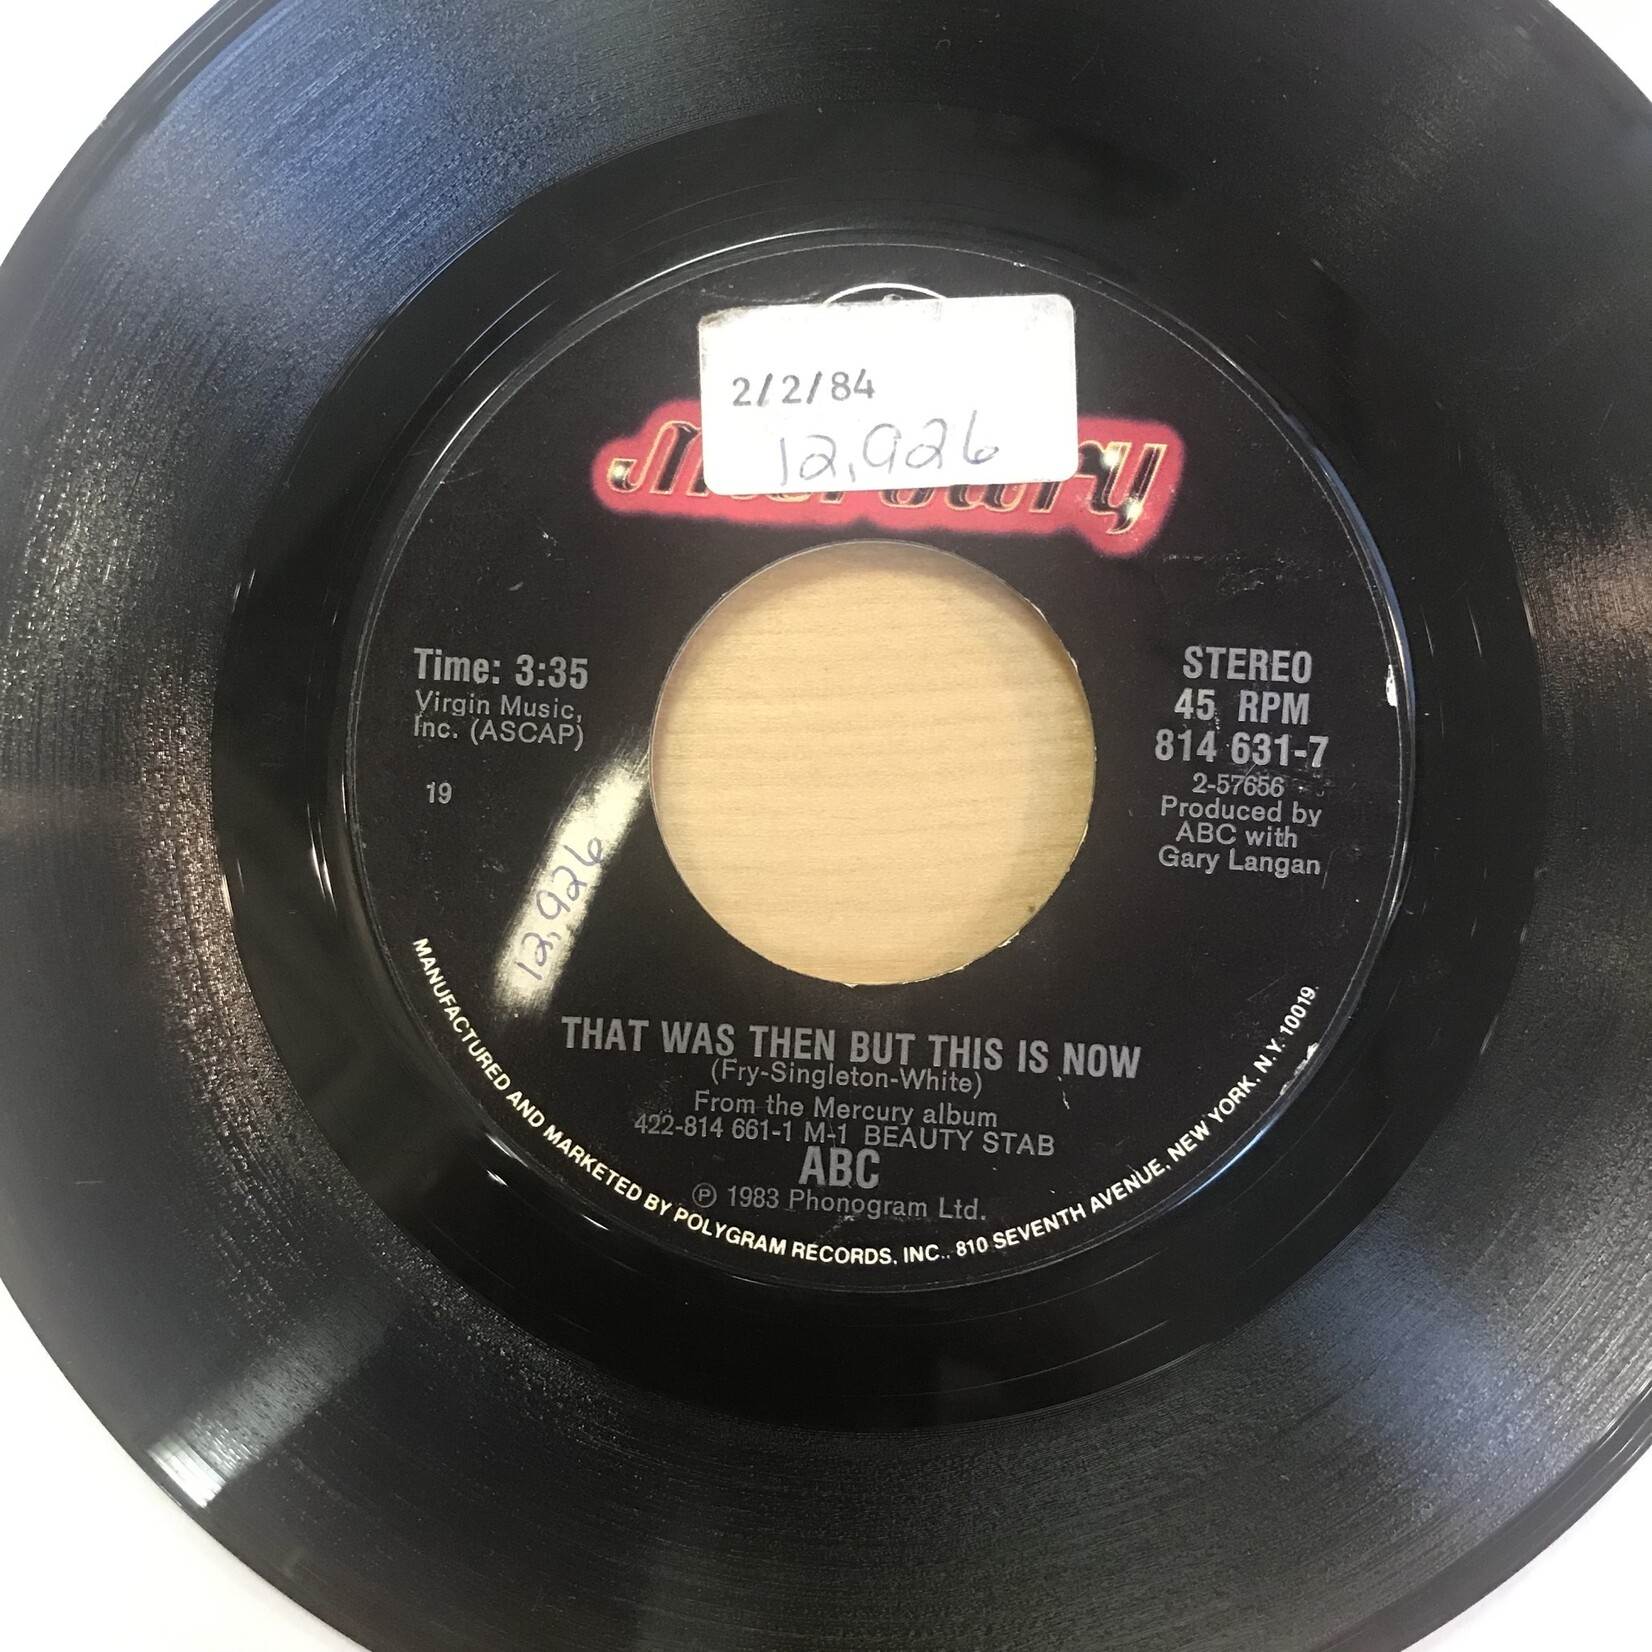 2/2/84
12,926
Time: 3:35
Virgin Music,
Inc. (ASCAP)
19
12,926
STEREO
45 RPM
814 631-7
2-57656
Produced by
ABC with
Gary Langan
THAT WAS THEN BUT THIS IS NOW
(Fry-Singleton-White)
From the Mercury album
422-814 661-1 M-1 BEAUTY STAB
ABC
℗ 1983 Phonogram Ltd.
MANUFACTURED AND MARKETED BY POLYGRAM RECORDS, INC.. 810 SEVENTH AVENUE, NEW YORK, N.Y. 10019.